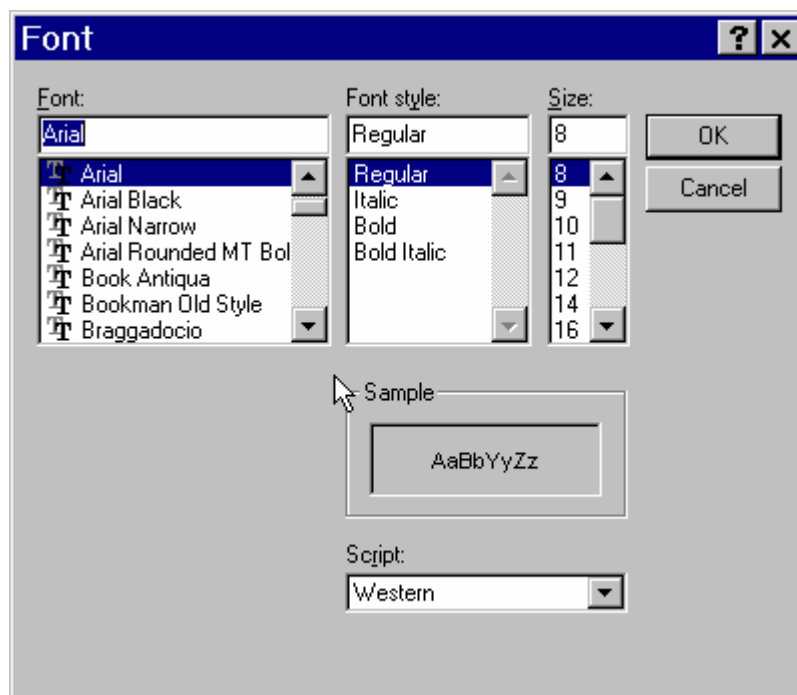 Font
Font:
Arial
Arial
Arial Black
Arial Narrow
Arial Rounded MT Bol
Book Antiqua
Bookman Old Style
Braggadocio
Font style:
Regular
Regular
Italic
Bold
Bold Italic
Size:
8
8
9
10
11
12
14
16
OK
Cancel
Sample
AaBbYyZz
Script:
Western